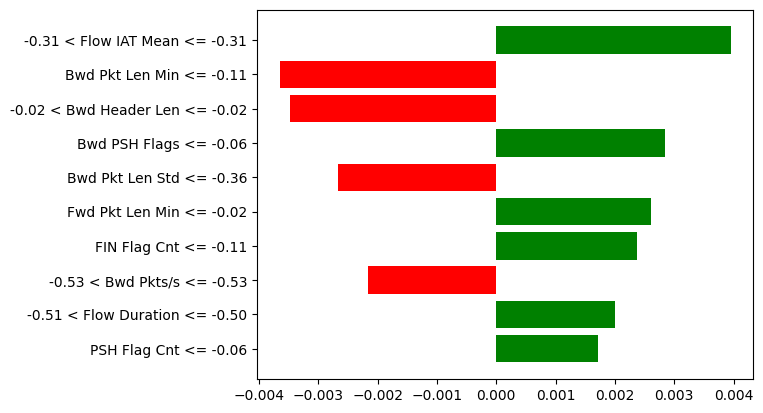 -0.31 < Flow IAT Mean <= -0.31
Bwd Pkt Len Min <= -0.11
-0.02 < Bwd Header Len <= -0.02
Bwd PSH Flags <= -0.06
Bwd Pkt Len Std <= -0.36
Fwd Pkt Len Min <= -0.02
FIN Flag Cnt <= -0.11
-0.53 < Bwd Pkts/s <= -0.53
-0.51 < Flow Duration <= -0.50
PSH Flag Cnt <= -0.06
−0.004 −0.003 −0.002 −0.001 0.000 0.001 0.002 0.003 0.004